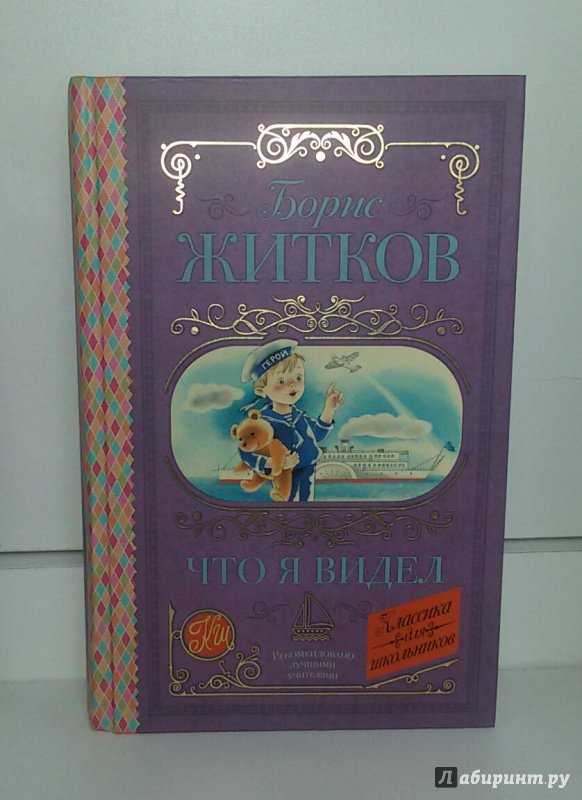 Борис
ЖИТКОВ
ГЕРОЙ
ЧТО Я ВИДЕЛ
КШ
Рекомендовано
лучшими
учителями
Классика
для
школьников
Лабиринт.ру